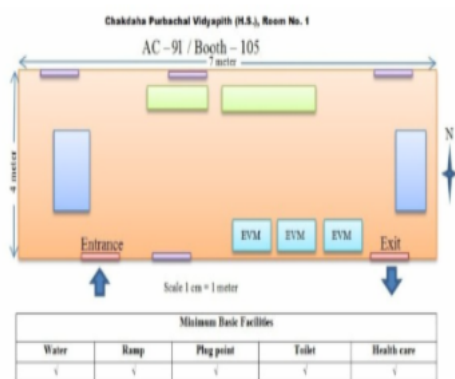 Chakdaha Purbachal Vidyapith (H.S.), Room No. 1
AC – 91 / Booth – 105
7 meter
4 meter
N
EVM EVM EVM
Entrance
Exit
Scale 1 cm = 1 meter
Minimum Basic Facilities
Water Ramp Plug point Toilet Health care
√ √ √ √ √